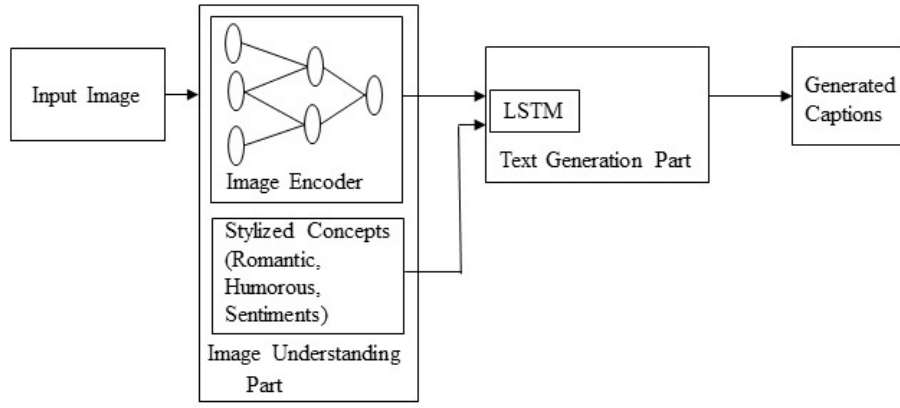 Input Image
Image Encoder
Stylized Concepts
(Romantic,
Humorous,
Sentiments)
Image Understanding
Part
LSTM
Text Generation Part
Generated
Captions